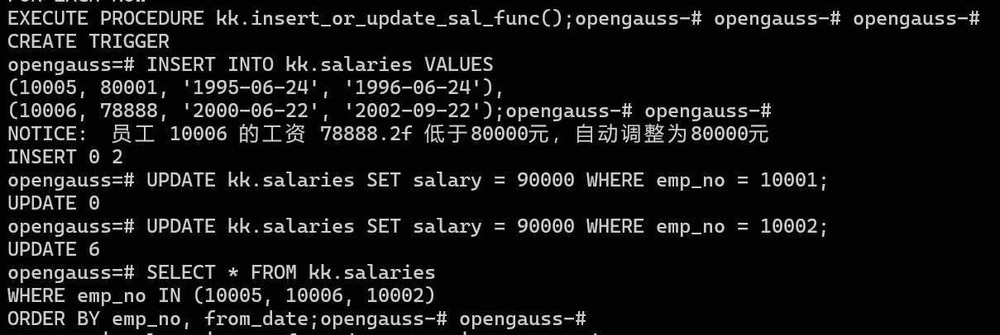 EXECUTE PROCEDURE kk.insert_or_update_sal_func();opengauss-# opengauss-# opengauss-#
CREATE TRIGGER
opengauss=# INSERT INTO kk.salaries VALUES
(10005, 80001, '1995-06-24', '1996-06-24'),
(10006, 78888, '2000-06-22', '2002-09-22');opengauss-# opengauss-#
NOTICE:  员工 10006 的工资 78888.2f 低于80000元，自动调整为80000元
INSERT 0 2
opengauss=# UPDATE kk.salaries SET salary = 90000 WHERE emp_no = 10001;
UPDATE 0
opengauss=# UPDATE kk.salaries SET salary = 90000 WHERE emp_no = 10002;
UPDATE 6
opengauss=# SELECT * FROM kk.salaries
WHERE emp_no IN (10005, 10006, 10002)
ORDER BY emp_no, from_date;opengauss-# opengauss-#